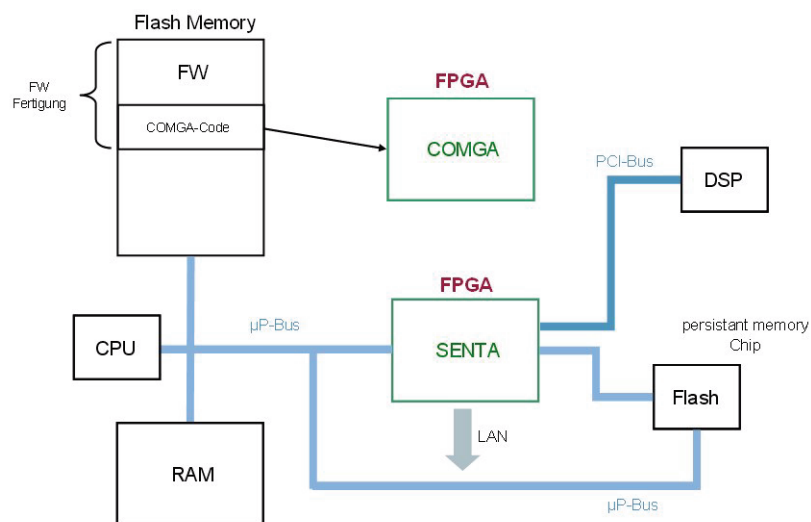 Flash Memory
FW
FW
Fertigung
COMGA-Code
FPGA
COMGA
PCI-Bus
DSP
FPGA
µP-Bus
CPU
SENTA
persistant memory
Chip
Flash
LAN
RAM
µP-Bus